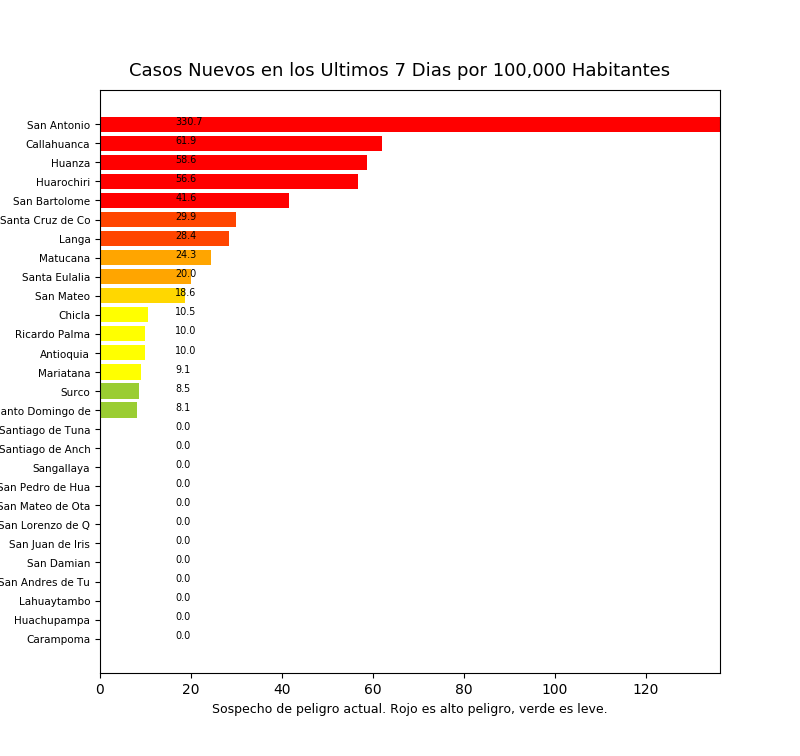 Casos Nuevos en los Ultimos 7 Dias por 100,000 Habitantes
San Antonio 330.7
Callahuanca 61.9
Huanza 58.6
Huarochiri 56.6
San Bartolome 41.6
Santa Cruz de Co 29.9
Langa 28.4
Matucana 24.3
Santa Eulalia 20.0
San Mateo 18.6
Chicla 10.5
Ricardo Palma 10.0
Antioquia 10.0
Mariatana 9.1
Surco 8.5
anto Domingo de 8.1
Santiago de Tuna 0.0
Santiago de Anch 0.0
Sangallaya 0.0
San Pedro de Hua 0.0
San Mateo de Ota 0.0
San Lorenzo de Q 0.0
San Juan de Iris 0.0
San Damian 0.0
San Andres de Tu 0.0
Lahuaytambo 0.0
Huachupampa 0.0
Carampoma 0.0
0 20 40 60 80 100 120
Sospecho de peligro actual. Rojo es alto peligro, verde es leve.